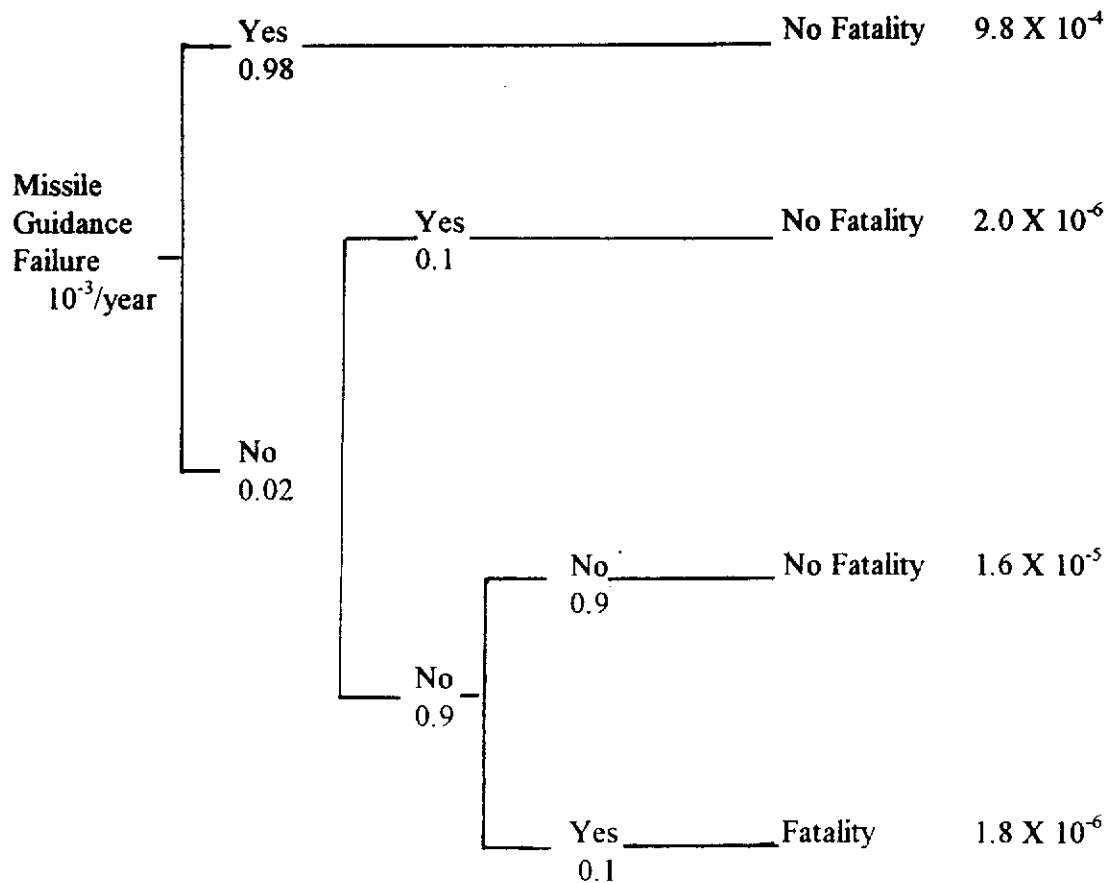 Yes
0.98
No Fatality 9.8 X 10⁻⁴
Missile
Guidance
Failure
10⁻³/year
Yes
0.1
No Fatality 2.0 X 10⁻⁶
No
0.02
No
0.9
No Fatality 1.6 X 10⁻⁵
No
0.9
Yes
0.1
Fatality 1.8 X 10⁻⁶